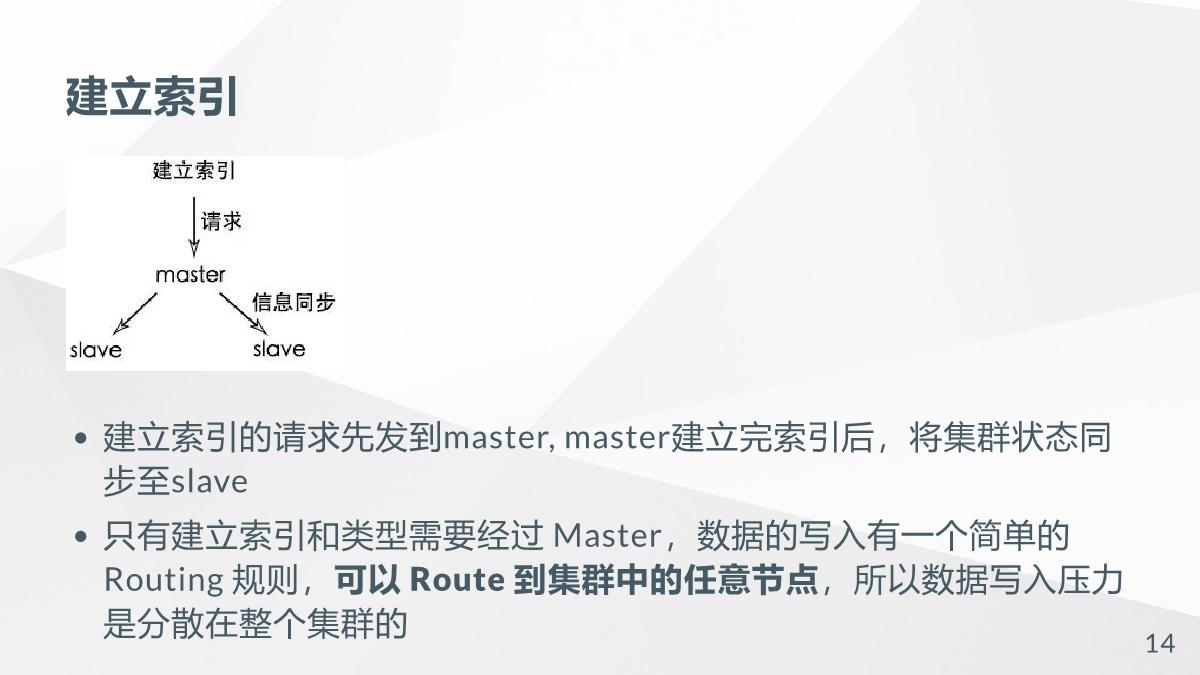 建立索引
建立索引
请求
master
信息同步
slave
slave
• 建立索引的请求先发到master, master建立完索引后，将集群状态同
步至slave
• 只有建立索引和类型需要经过 Master，数据的写入有一个简单的
Routing 规则，可以 Route 到集群中的任意节点，所以数据写入压力
是分散在整个集群的
14